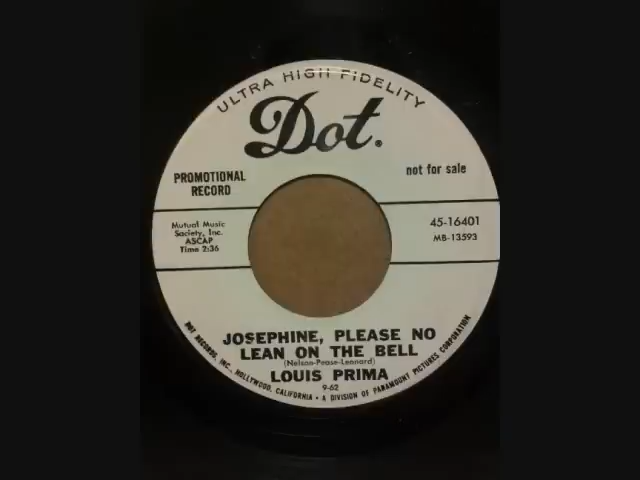 ULTRA HIGH FIDELITY
Dot.
PROMOTIONAL
RECORD
not for sale
Mutual Music
Society, Inc.
ASCAP
Time 2:36
45-16401
MB-13593
JOSEPHINE, PLEASE NO
LEAN ON THE BELL
(Nelson-Pease-Leonard)
LOUIS PRIMA
9-62
DOT RECORDS, INC., HOLLYWOOD, CALIFORNIA • A DIVISION OF PARAMOUNT PICTURES CORPORATION